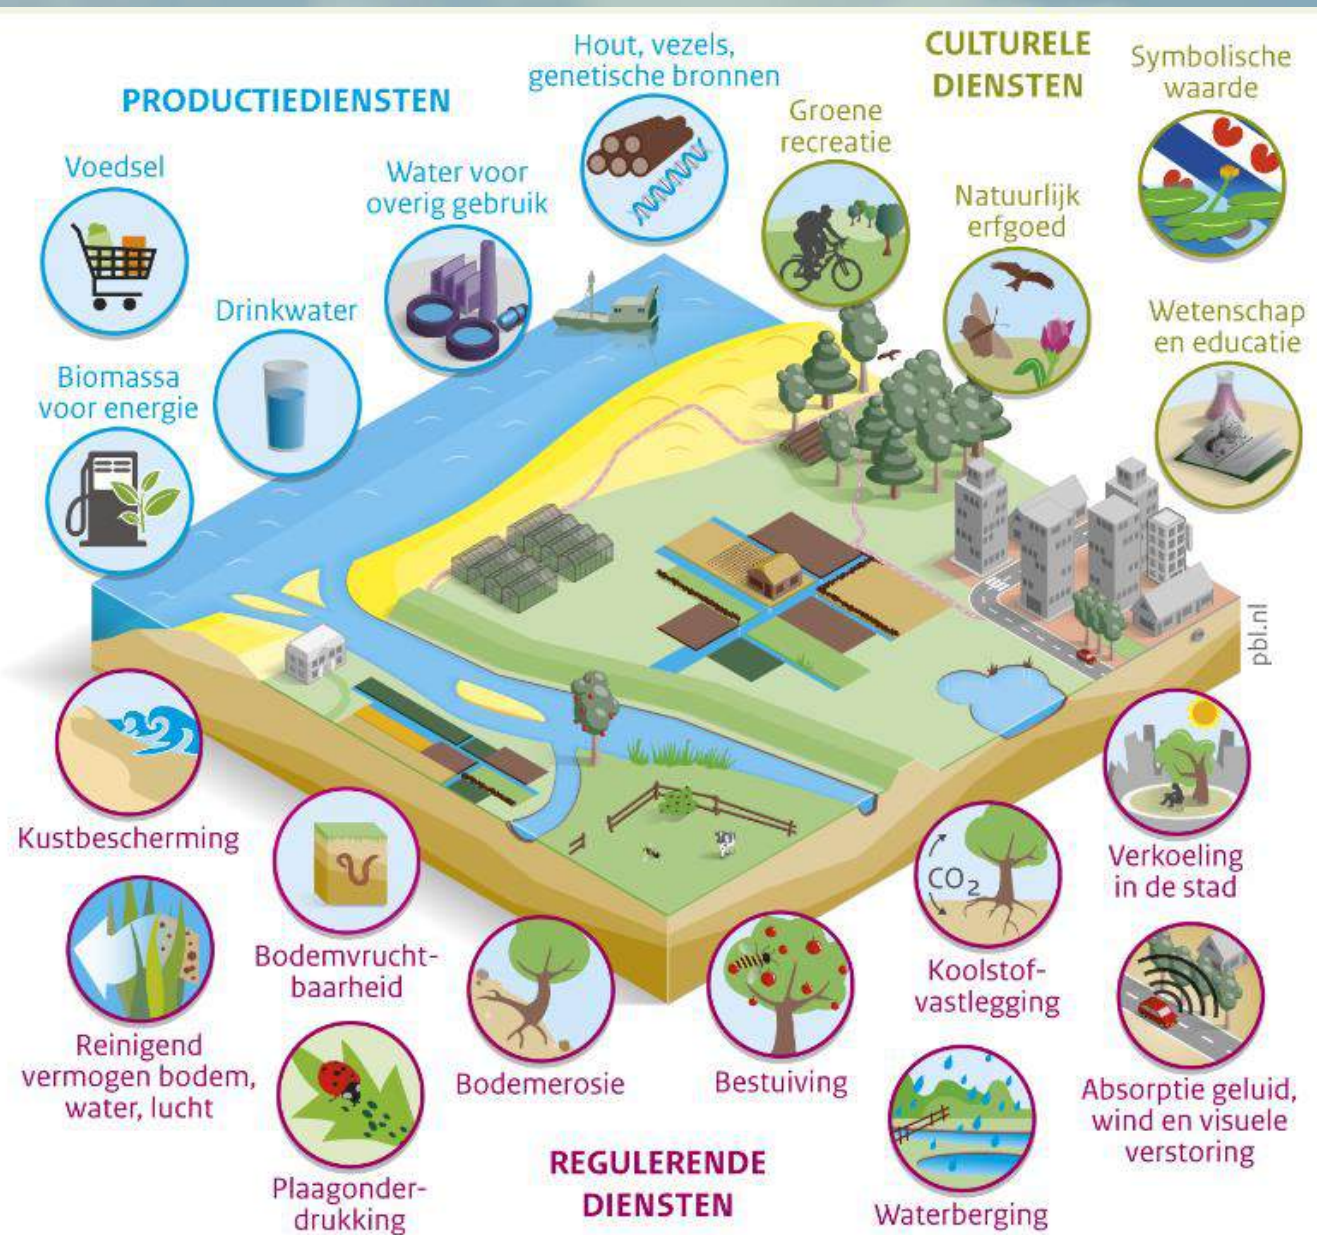 PRODUCTIEDIENSTEN
Voedsel
Biomassa
voor energie
Drinkwater
Water voor
overig gebruik
Hout, vezels,
genetische bronnen
CULTURELE
DIENSTEN
Groene
recreatie
Natuurlijk
erfgoed
Symbolische
waarde
Wetenschap
en educatie
pbl.nl
Kustbescherming
Reinigend
vermogen bodem,
water, lucht
Bodemvrucht-
baarheid
Plaagonder-
drukking
Bodemerosie
Bestuiving
REGULERENDE
DIENSTEN
CO2
Koolstof-
vastlegging
Waterberging
Verkoeling
in de stad
Absorptie geluid,
wind en visuele
verstoring